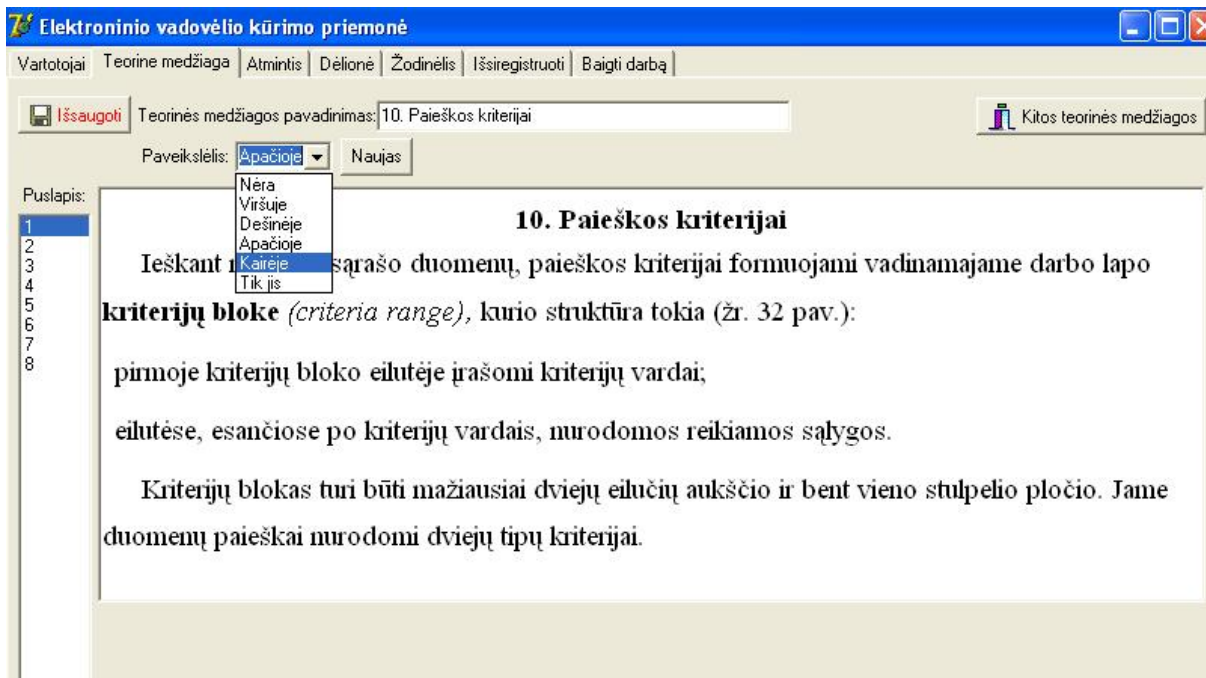 Elektroninio vadovėlio kūrimo priemonė
Vartotojai Teorine medžiaga Atmintis Dėlionė Žodinėlis Išsiregistruoti Baigti darbą
Išsaugoti Teorinės medžiagos pavadinimas: 10. Paieškos kriterijai Kitos teorinės medžiagos
Paveikslėlis: Apačioje Naujas
Puslapis:
1
2
3
4
5
6
7
8
Nėra
Viršuje
Dešinėje
Apačioje
Kairėje
Tik jis
10. Paieškos kriterijai
Ieškant sąrašo duomenų, paieškos kriterijai formuojami vadinamajame darbo lapo
kriterijų bloke (criteria range), kurio struktūra tokia (žr. 32 pav.):
pirmoje kriterijų bloko eilutėje įrašomi kriterijų vardai;
eilutėse, esančiose po kriterijų vardais, nurodomos reikiamos sąlygos.
Kriterijų blokas turi būti mažiausiai dviejų eilučių aukščio ir bent vieno stulpelio pločio. Jame
duomenų paieškai nurodomi dviejų tipų kriterijai.